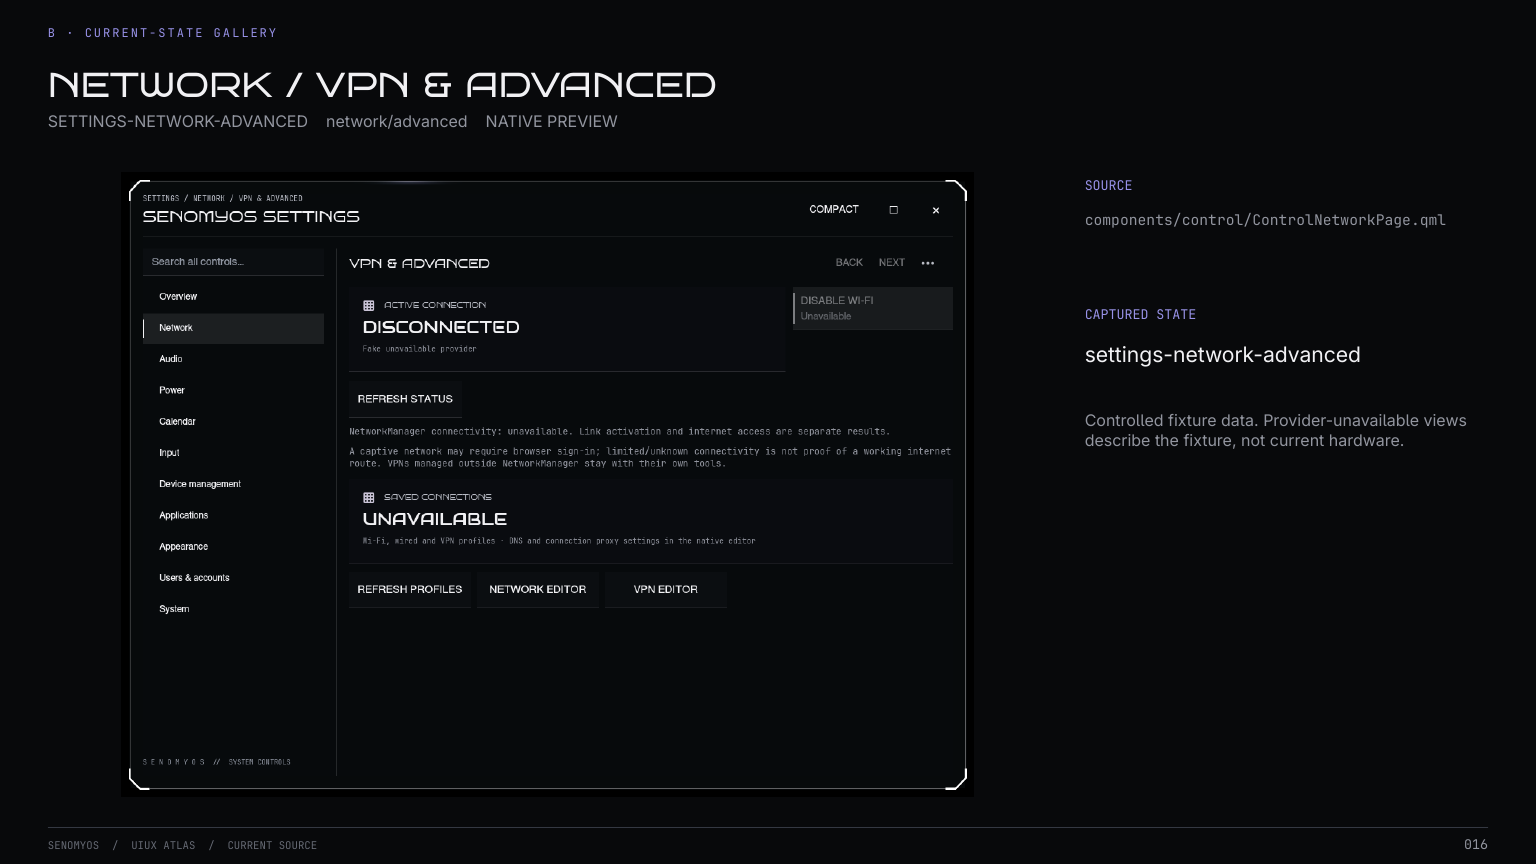 B · CURRENT-STATE GALLERY
NETWORK / VPN & ADVANCED
SETTINGS-NETWORK-ADVANCED network/advanced NATIVE PREVIEW
SETTINGS / NETWORK / VPN & ADVANCED
SENOMYOS SETTINGS
COMPACT
Search all controls...
Overview
Network
Audio
Power
Calendar
Input
Device management
Applications
Appearance
Users & accounts
System
SENOMYOS // SYSTEM CONTROLS
VPN & ADVANCED
BACK NEXT •••
ACTIVE CONNECTION
DISCONNECTED
Fake unavailable provider
DISABLE WI-FI
Unavailable
REFRESH STATUS
NetworkManager connectivity: unavailable. Link activation and internet access are separate results.
A captive network may require browser sign-in; limited/unknown connectivity is not proof of a working internet
route. VPNs managed outside NetworkManager stay with their own tools.
SAVED CONNECTIONS
UNAVAILABLE
Wi-Fi, wired and VPN profiles · DNS and connection proxy settings in the native editor
REFRESH PROFILES NETWORK EDITOR VPN EDITOR
SOURCE
components/control/ControlNetworkPage.qml
CAPTURED STATE
settings-network-advanced
Controlled fixture data. Provider-unavailable views
describe the fixture, not current hardware.
SENOMYOS / UIUX ATLAS / CURRENT SOURCE
016